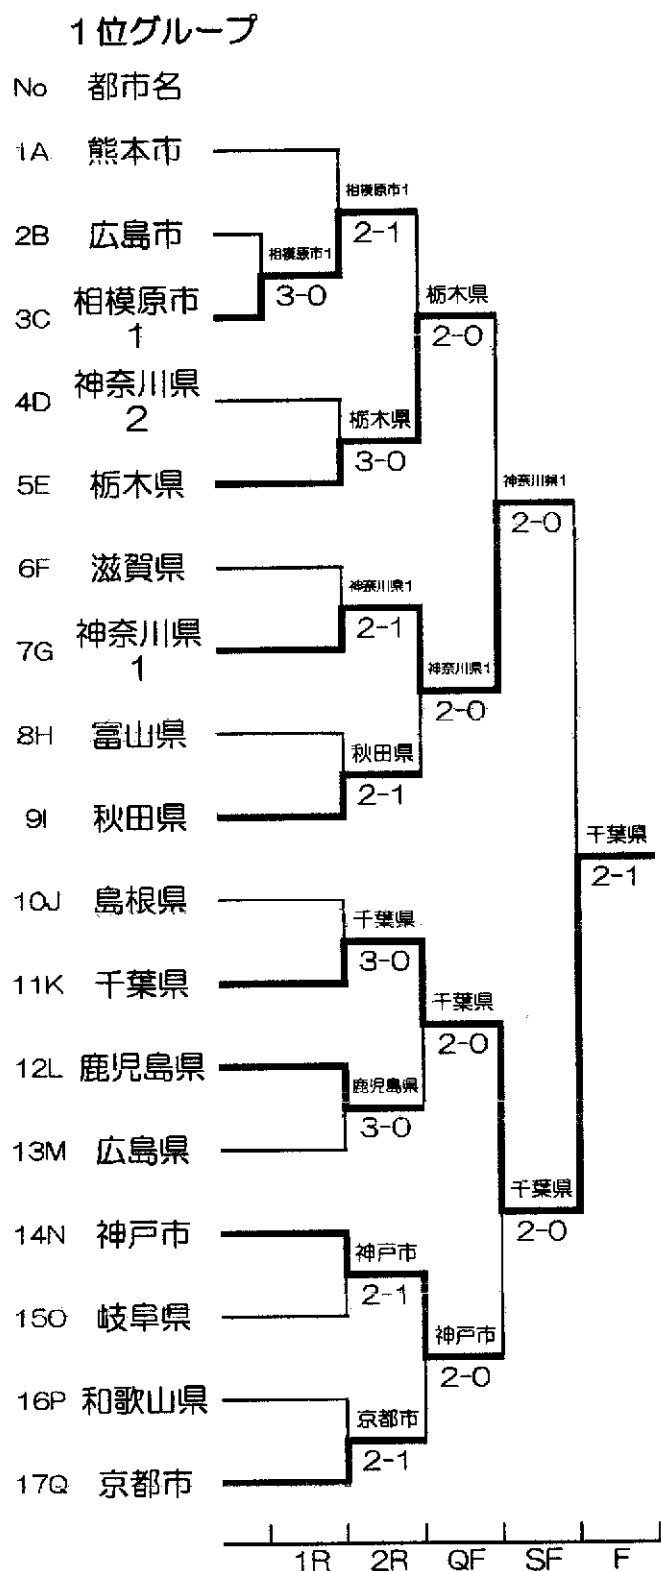 1位グループ
No 都市名
1A 熊本市
相模原市1
2-1
2B 広島市
相模原市1
3-0
3C 相模原市
1
栃木県
2-0
4D 神奈川県
2
栃木県
3-0
5E 栃木県
神奈川県1
2-0
6F 滋賀県
神奈川県1
2-1
7G 神奈川県
1
神奈川県1
2-0
8H 富山県
秋田県
2-1
9I 秋田県
千葉県
2-1
10J 島根県
千葉県
3-0
11K 千葉県
千葉県
2-0
12L 鹿児島県
鹿児島県
3-0
13M 広島県
千葉県
2-0
14N 神戸市
神戸市
2-1
15O 岐阜県
神戸市
2-0
16P 和歌山県
京都市
2-1
17Q 京都市
1R 2R QF SF F